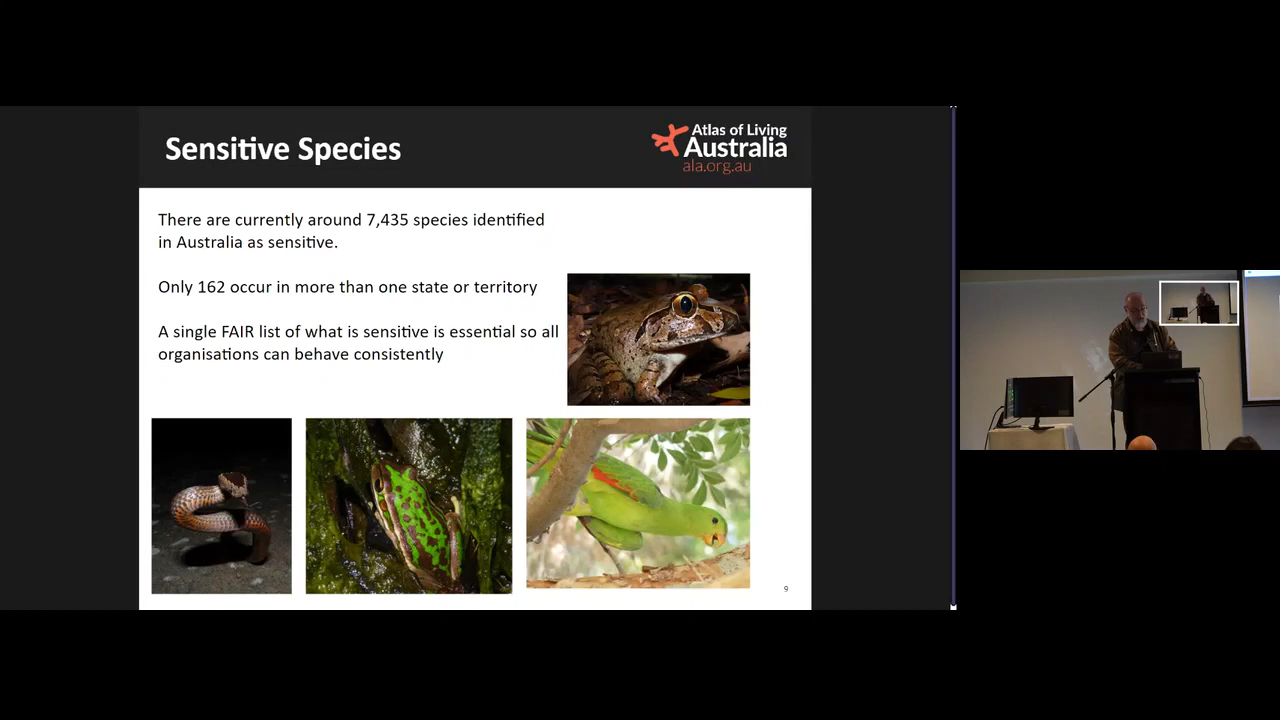 Sensitive Species
Atlas of Living
Australia
ala.org.au
There are currently around 7,435 species identified
in Australia as sensitive.
Only 162 occur in more than one state or territory
A single FAIR list of what is sensitive is essential so all
organisations can behave consistently
9